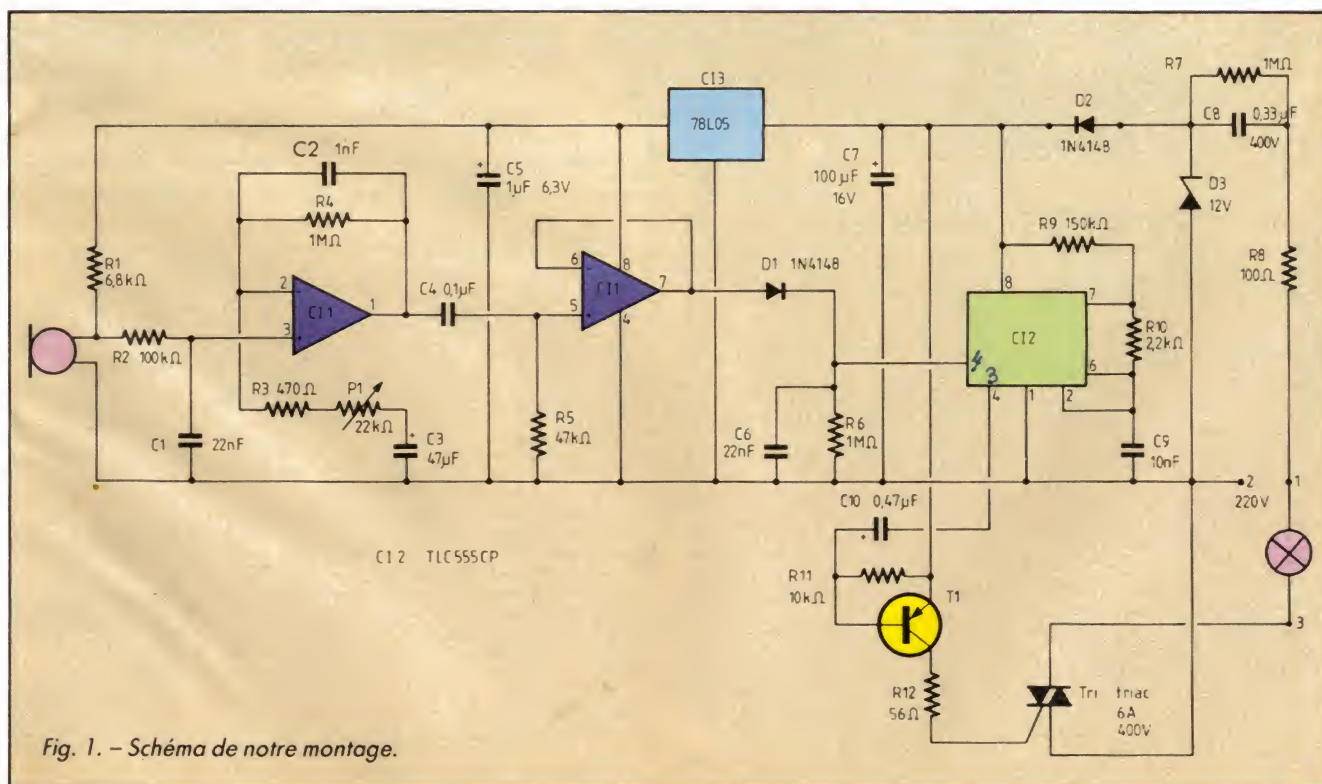 R7
1MΩ
CI3
78L05
D2
1N4148
C8
0,33µF
400V
C2 1nF
R4
1MΩ
+
C5
1µF 6,3V
+
C7
100µF
16V
D3
12V
R9 150kΩ
R1
6,8kΩ
R8
100Ω
2
-
CI1
1
3
+
C4 0,1µF
6
-
8
CI1
7
5
+
4
D1 1N4148
8
7
CI2
R10
2,2kΩ
6
4
3
4
1
2
R2 100kΩ
R3 470Ω
P1
22kΩ
+
C3
47µF
C1
22nF
R5
47kΩ
C6
22nF
R6
1MΩ
C9
10nF
2
1
220V
C10 0,47µF
+
CI2 TLC555CP
R11
10kΩ
T1
3
R12
56Ω
Tri triac
6A
400V
Fig. 1. – Schéma de notre montage.